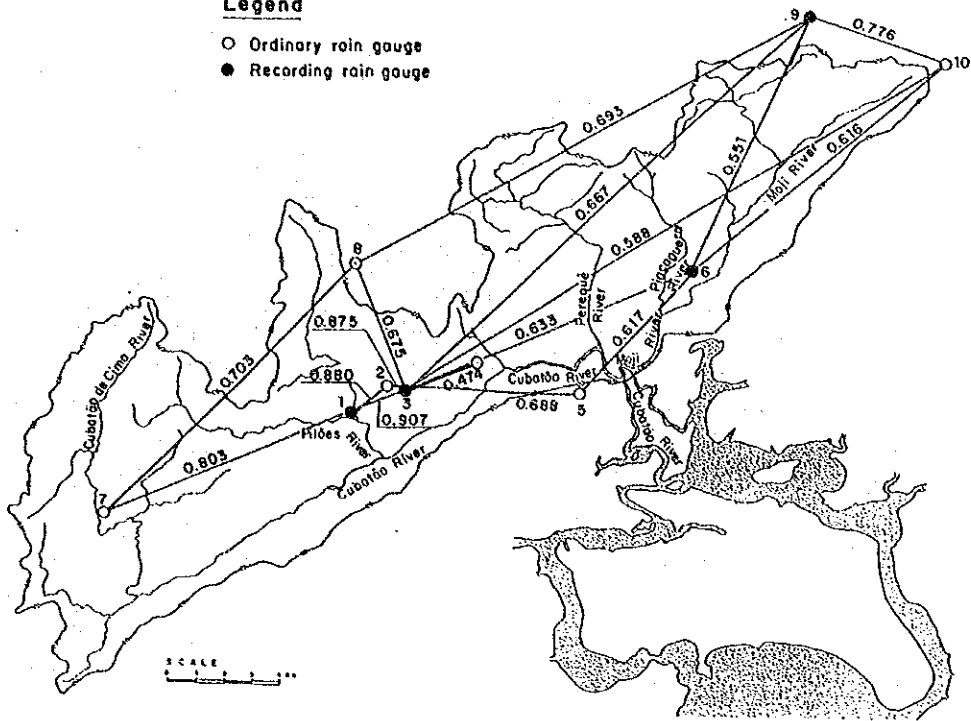 Legend
Ordinary rain gauge
Recording rain gauge
9
0.776
10
0.693
0.551
0.616
Moji River
0.667
0.588
8
Piaçaguera River
6
Perequê River
0.875
0.675
0.633
0.617
Moji River
Cubatão de Cima River
0.703
0.880
2
0.474
Cubatão River
3
0.688
5
1
0.907
Pilões River
Cubatão River
Cubatão River
0.803
7
SCALE